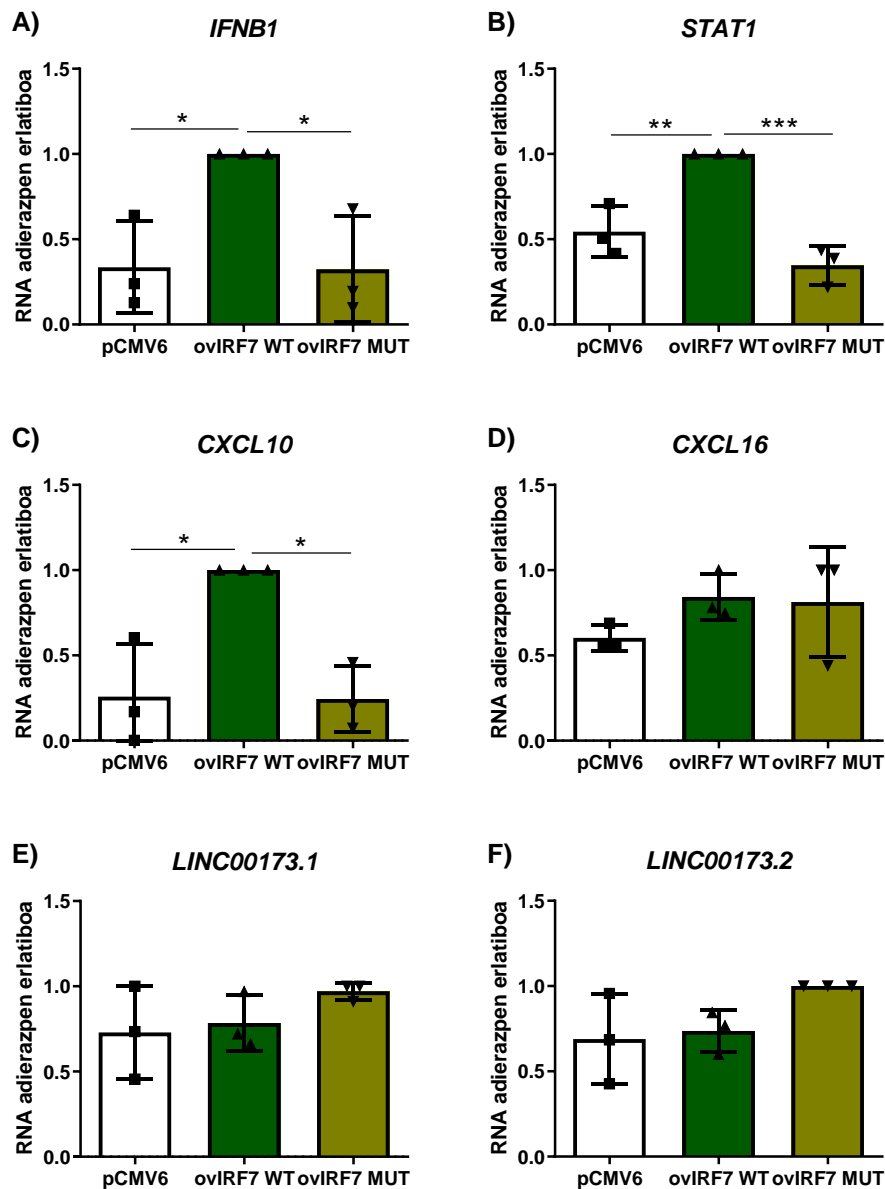 A)
IFNB1
RNA adierazpen erlatiboa
1.5
1.0
0.5
0.0
* *
pCMV6 ovIRF7 WT ovIRF7 MUT
B)
STAT1
RNA adierazpen erlatiboa
1.5
1.0
0.5
0.0
** ***
pCMV6 ovIRF7 WT ovIRF7 MUT
C)
CXCL10
RNA adierazpen erlatiboa
1.5
1.0
0.5
0.0
* *
pCMV6 ovIRF7 WT ovIRF7 MUT
D)
CXCL16
RNA adierazpen erlatiboa
1.5
1.0
0.5
0.0
pCMV6 ovIRF7 WT ovIRF7 MUT
E)
LINC00173.1
RNA adierazpen erlatiboa
1.5
1.0
0.5
0.0
pCMV6 ovIRF7 WT ovIRF7 MUT
F)
LINC00173.2
RNA adierazpen erlatiboa
1.5
1.0
0.5
0.0
pCMV6 ovIRF7 WT ovIRF7 MUT